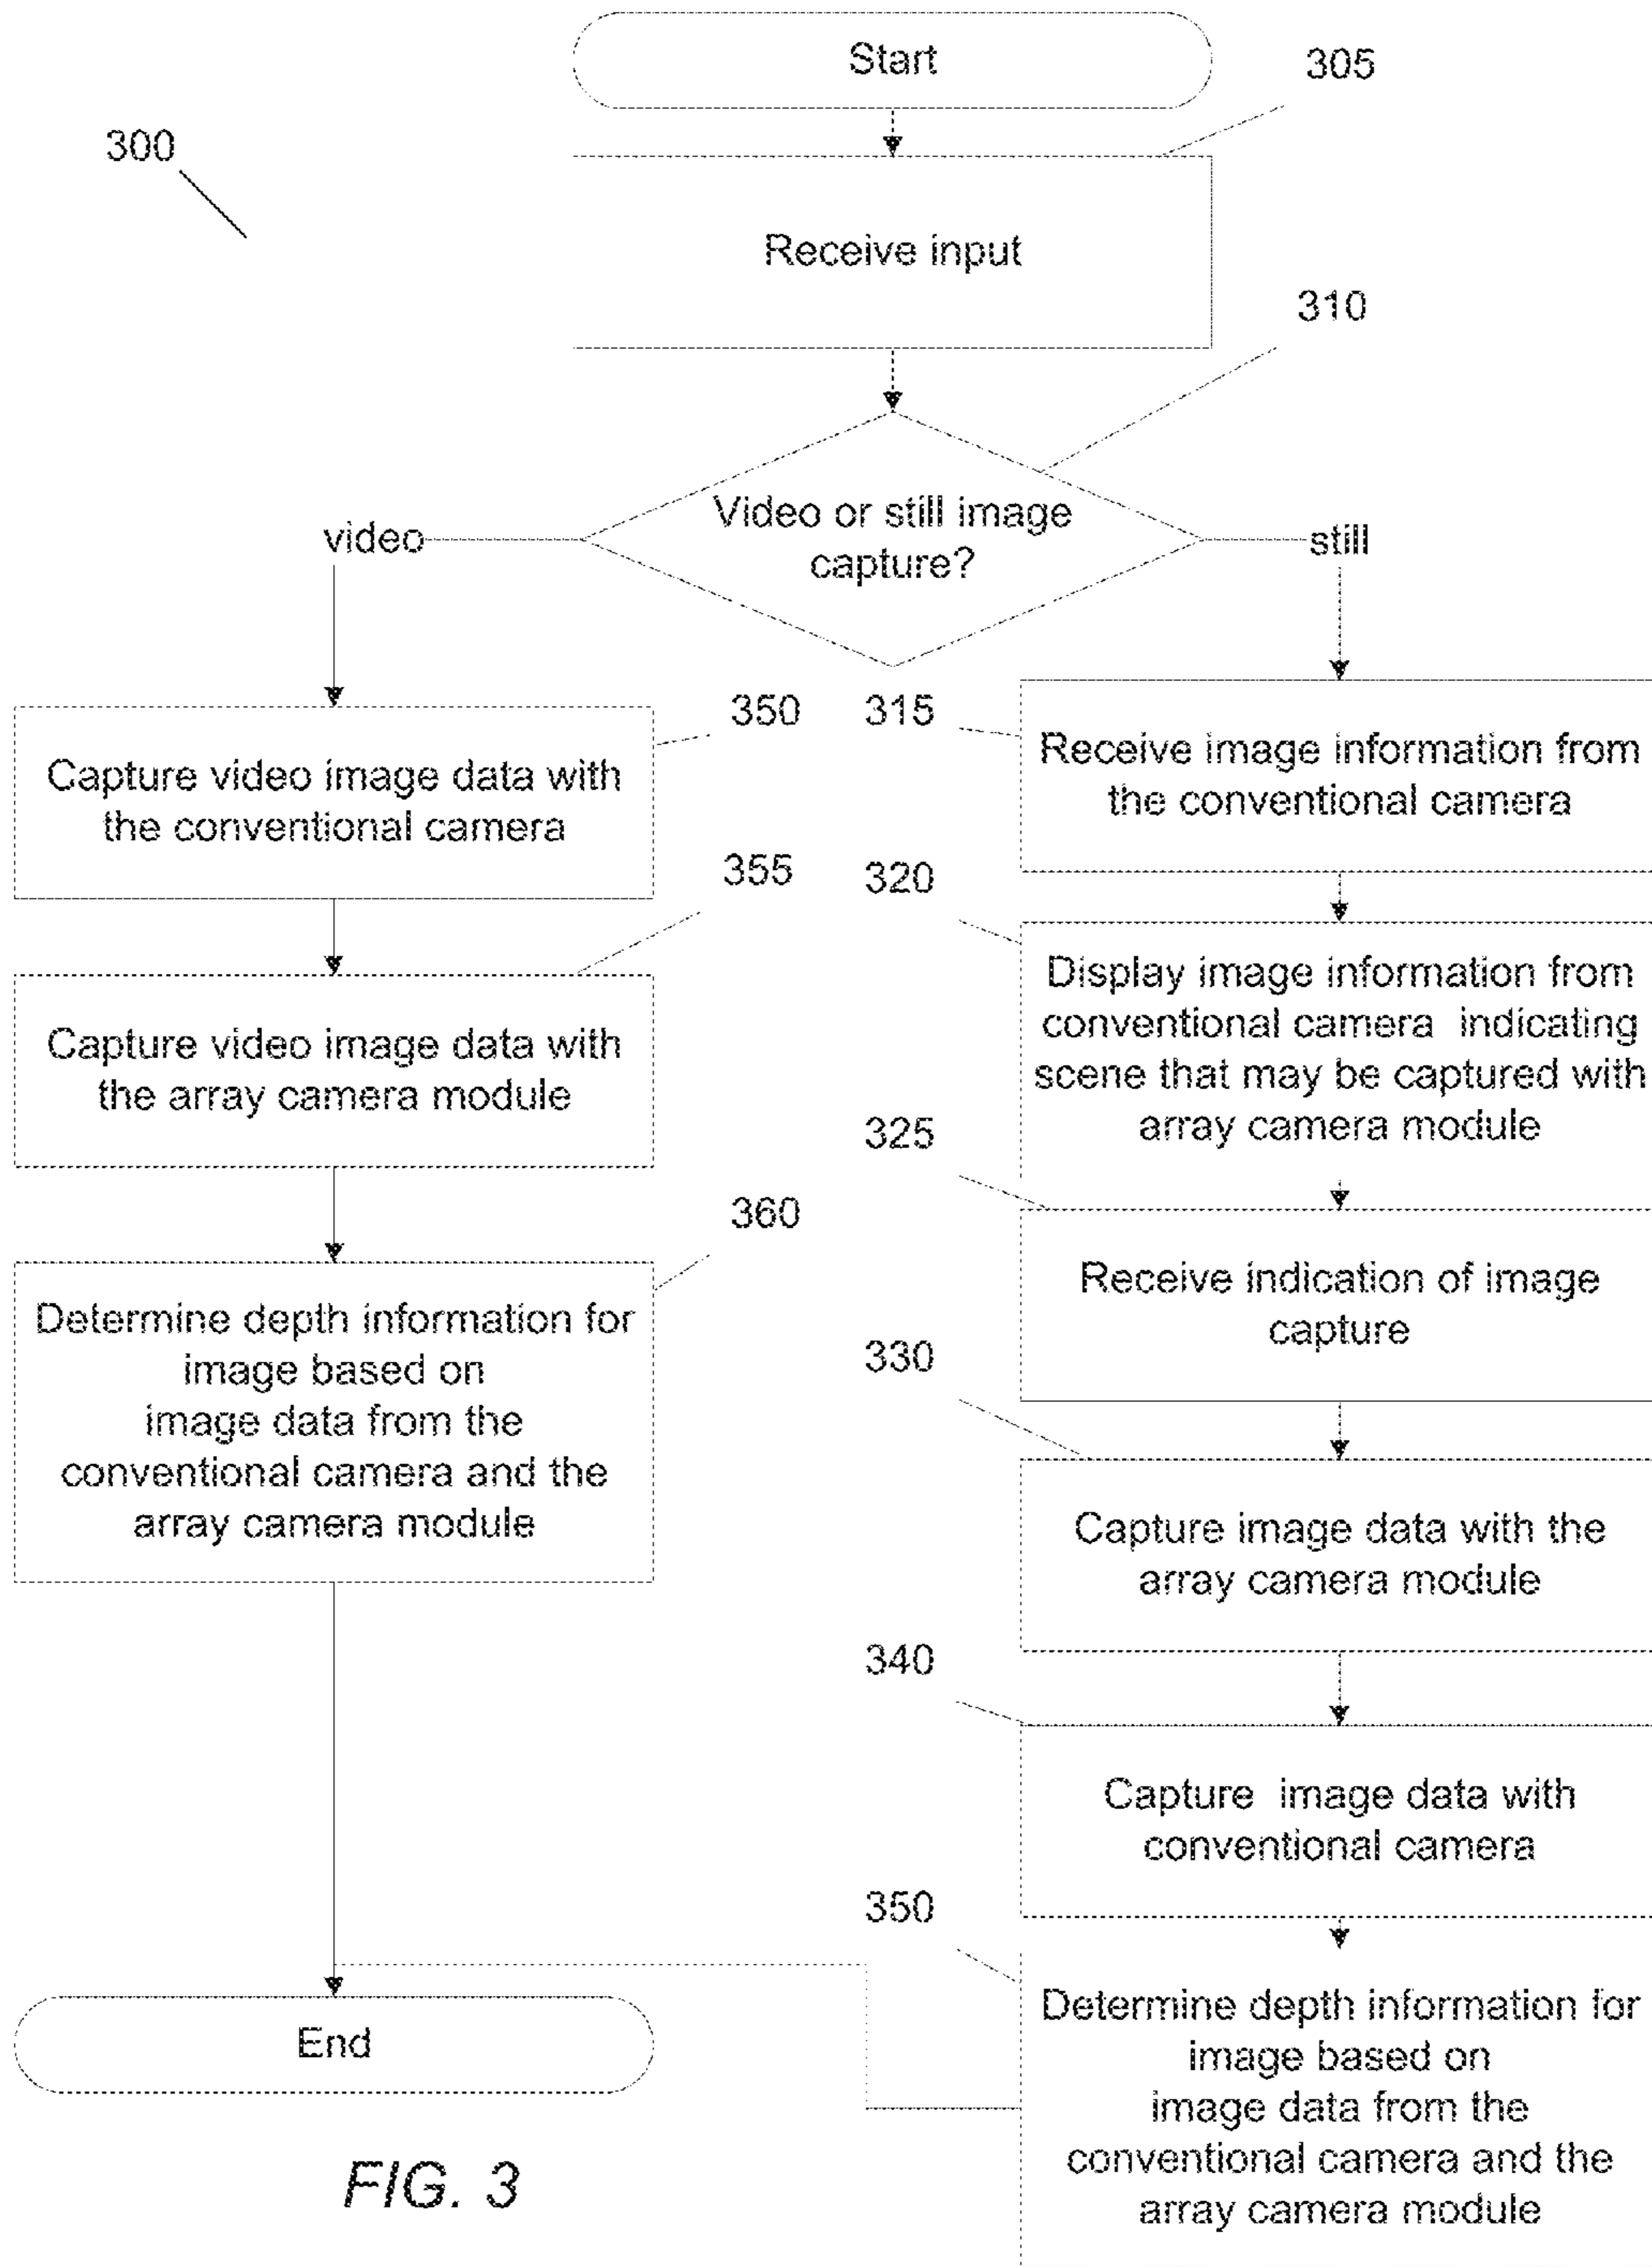 Start
305
300
Receive input
310
Video or still image
capture?
video
still
350
Capture video image data with
the conventional camera
355
Capture video image data with
the array camera module
360
Determine depth information for
image based on
image data from the
conventional camera and the
array camera module
End
315
Receive image information from
the conventional camera
320
Display image information from
conventional camera indicating
scene that may be captured with
array camera module
325
Receive indication of image
capture
330
Capture image data with the
array camera module
340
Capture image data with
conventional camera
350
Determine depth information for
image based on
image data from the
conventional camera and the
array camera module
FIG. 3